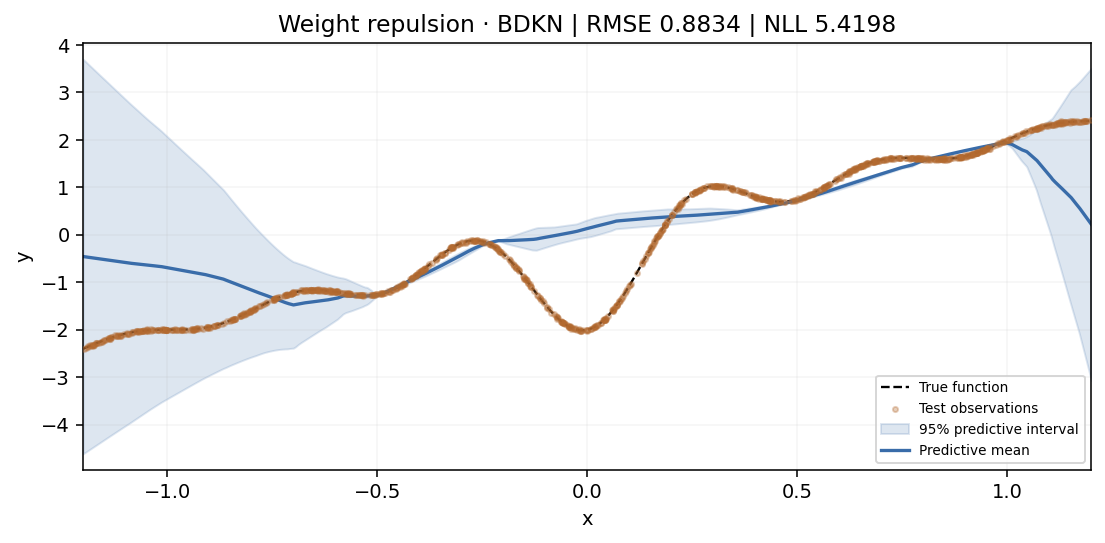 Weight repulsion · BDKN | RMSE 0.8834 | NLL 5.4198
4
3
2
1
0
−1
−2
−3
−4
y
−1.0
−0.5
0.0
0.5
1.0
x
True function
Test observations
95% predictive interval
Predictive mean